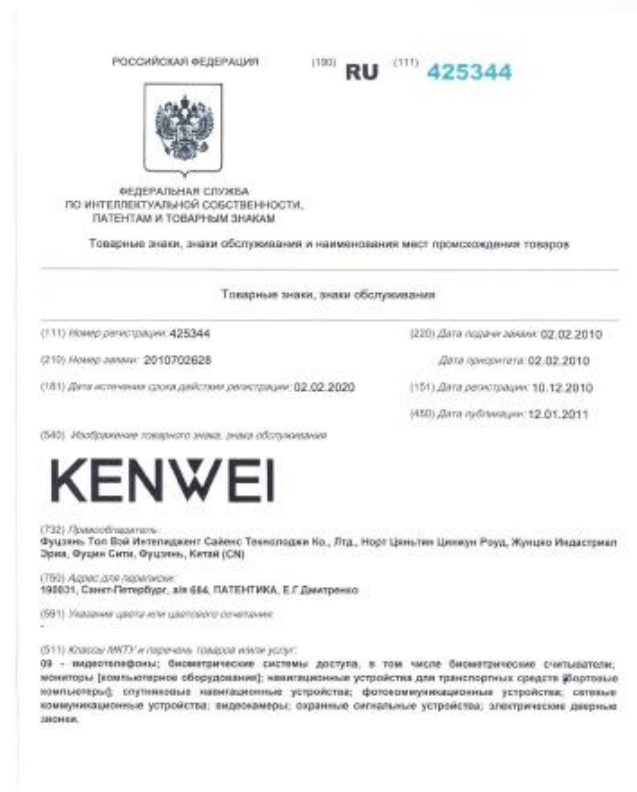 РОССИЙСКАЯ ФЕДЕРАЦИЯ
(190) RU (111) 425344
ФЕДЕРАЛЬНАЯ СЛУЖБА
ПО ИНТЕЛЛЕКТУАЛЬНОЙ СОБСТВЕННОСТИ,
ПАТЕНТАМ И ТОВАРНЫМ ЗНАКАМ
Товарные знаки, знаки обслуживания и наименования мест происхождения товаров
Товарные знаки, знаки обслуживания
(111) Номер регистрации: 425344
(220) Дата подачи заявки: 02.02.2010
(210) Номер заявки: 2010702628
Дата приоритета: 02.02.2010
(181) Дата истечения срока действия регистрации: 02.02.2020
(151) Дата регистрации: 10.12.2010
(450) Дата публикации: 12.01.2011
(540) Изображение товарного знака, знака обслуживания
KENWEI
(732) Правообладатель:
Фуцзянь Топ Вэй Интелиджент Сайенс Текнолоджи Ко., Лтд., Норт Цяньтин Цинжун Роуд, Жунцяо Индастриал
Эриа, Фуцин Сити, Фуцзянь, Китай (CN)
(750) Адрес для переписки:
190031, Санкт-Петербург, а/я 684, ПАТЕНТИКА, Е.Г.Дмитренко
(591) Указание цвета или цветового сочетания:
-
(511) Классы МКТУ и перечень товаров и/или услуг:
09 - видеотелефоны; биометрические системы доступа, в том числе биометрические считыватели;
мониторы [компьютерное оборудование]; навигационные устройства для транспортных средств [бортовые
компьютеры]; спутниковые навигационные устройства; фотокоммуникационные устройства; сетевые
коммуникационные устройства; видеокамеры; охранные сигнальные устройства; электрические дверные
звонки.